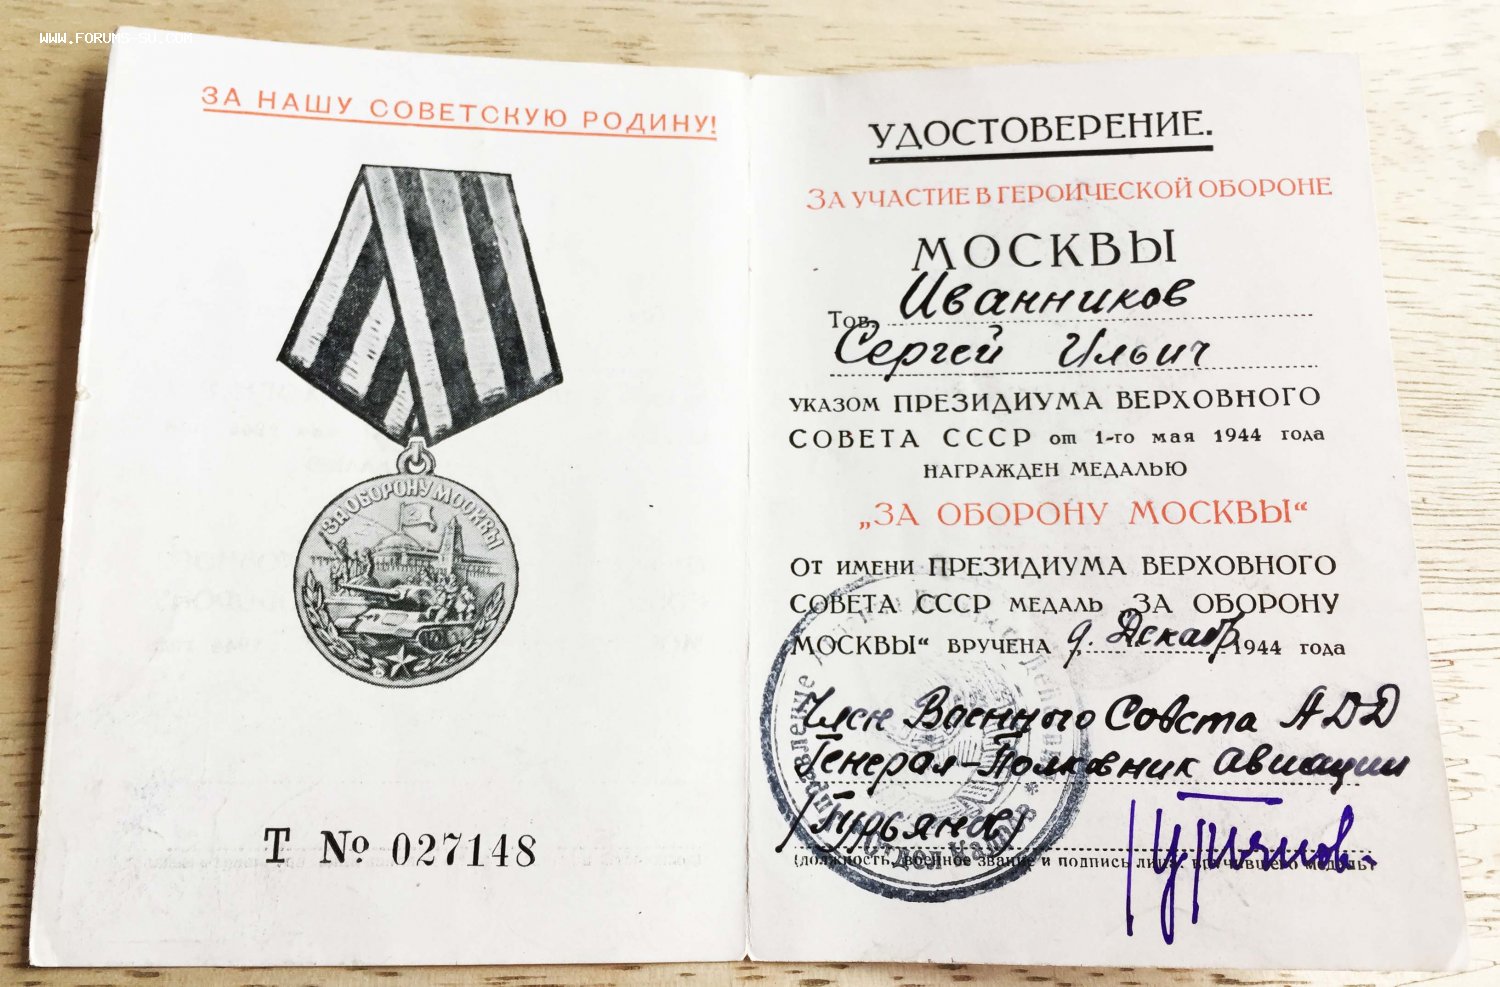 WWW.FORUMS-SU.COM
ЗА НАШУ СОВЕТСКУЮ РОДИНУ!
ЗА ОБОРОНУ МОСКВЫ
Т № 027148
УДОСТОВЕРЕНИЕ.
ЗА УЧАСТИЕ В ГЕРОИЧЕСКОЙ ОБОРОНЕ
МОСКВЫ
Тов. Иванников
Сергей Ильич
УКАЗОМ ПРЕЗИДИУМА ВЕРХОВНОГО
СОВЕТА СССР от 1-го мая 1944 года
НАГРАЖДЕН МЕДАЛЬЮ
„ЗА ОБОРОНУ МОСКВЫ“
От имени ПРЕЗИДИУМА ВЕРХОВНОГО
СОВЕТА СССР МЕДАЛЬ „ЗА ОБОРОНУ
МОСКВЫ“ ВРУЧЕНА „9. Декабр 1944 года
Член Военного Совета АДД
Генерал-Полковник авиации
/Гурьянов/
(должность, военное звание и подпись лица, вручившего медаль)
Отдел Кадров